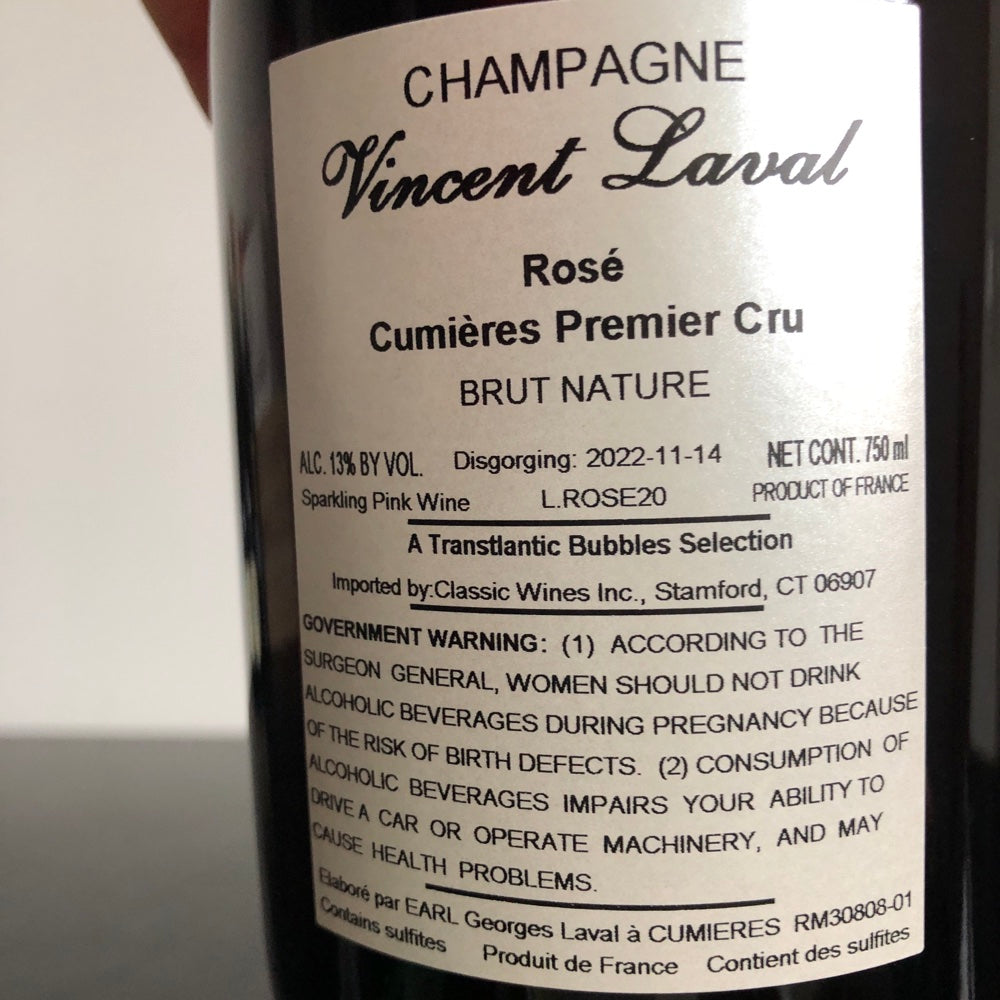 CHAMPAGNE
Vincent Laval
Rosé
Cumières Premier Cru
BRUT NATURE
ALC. 13% BY VOL. Disgorging: 2022-11-14 NET CONT. 750 ml
Sparkling Pink Wine L.ROSE20 PRODUCT OF FRANCE
A Transtlantic Bubbles Selection
Imported by:Classic Wines Inc., Stamford, CT 06907
GOVERNMENT WARNING: (1) ACCORDING TO THE
SURGEON GENERAL, WOMEN SHOULD NOT DRINK
ALCOHOLIC BEVERAGES DURING PREGNANCY BECAUSE
OF THE RISK OF BIRTH DEFECTS. (2) CONSUMPTION OF
ALCOHOLIC BEVERAGES IMPAIRS YOUR ABILITY TO
DRIVE A CAR OR OPERATE MACHINERY, AND MAY
CAUSE HEALTH PROBLEMS.
Elaboré par EARL Georges Laval à CUMIERES RM30808-01
Contains sulfites Produit de France Contient des sulfites